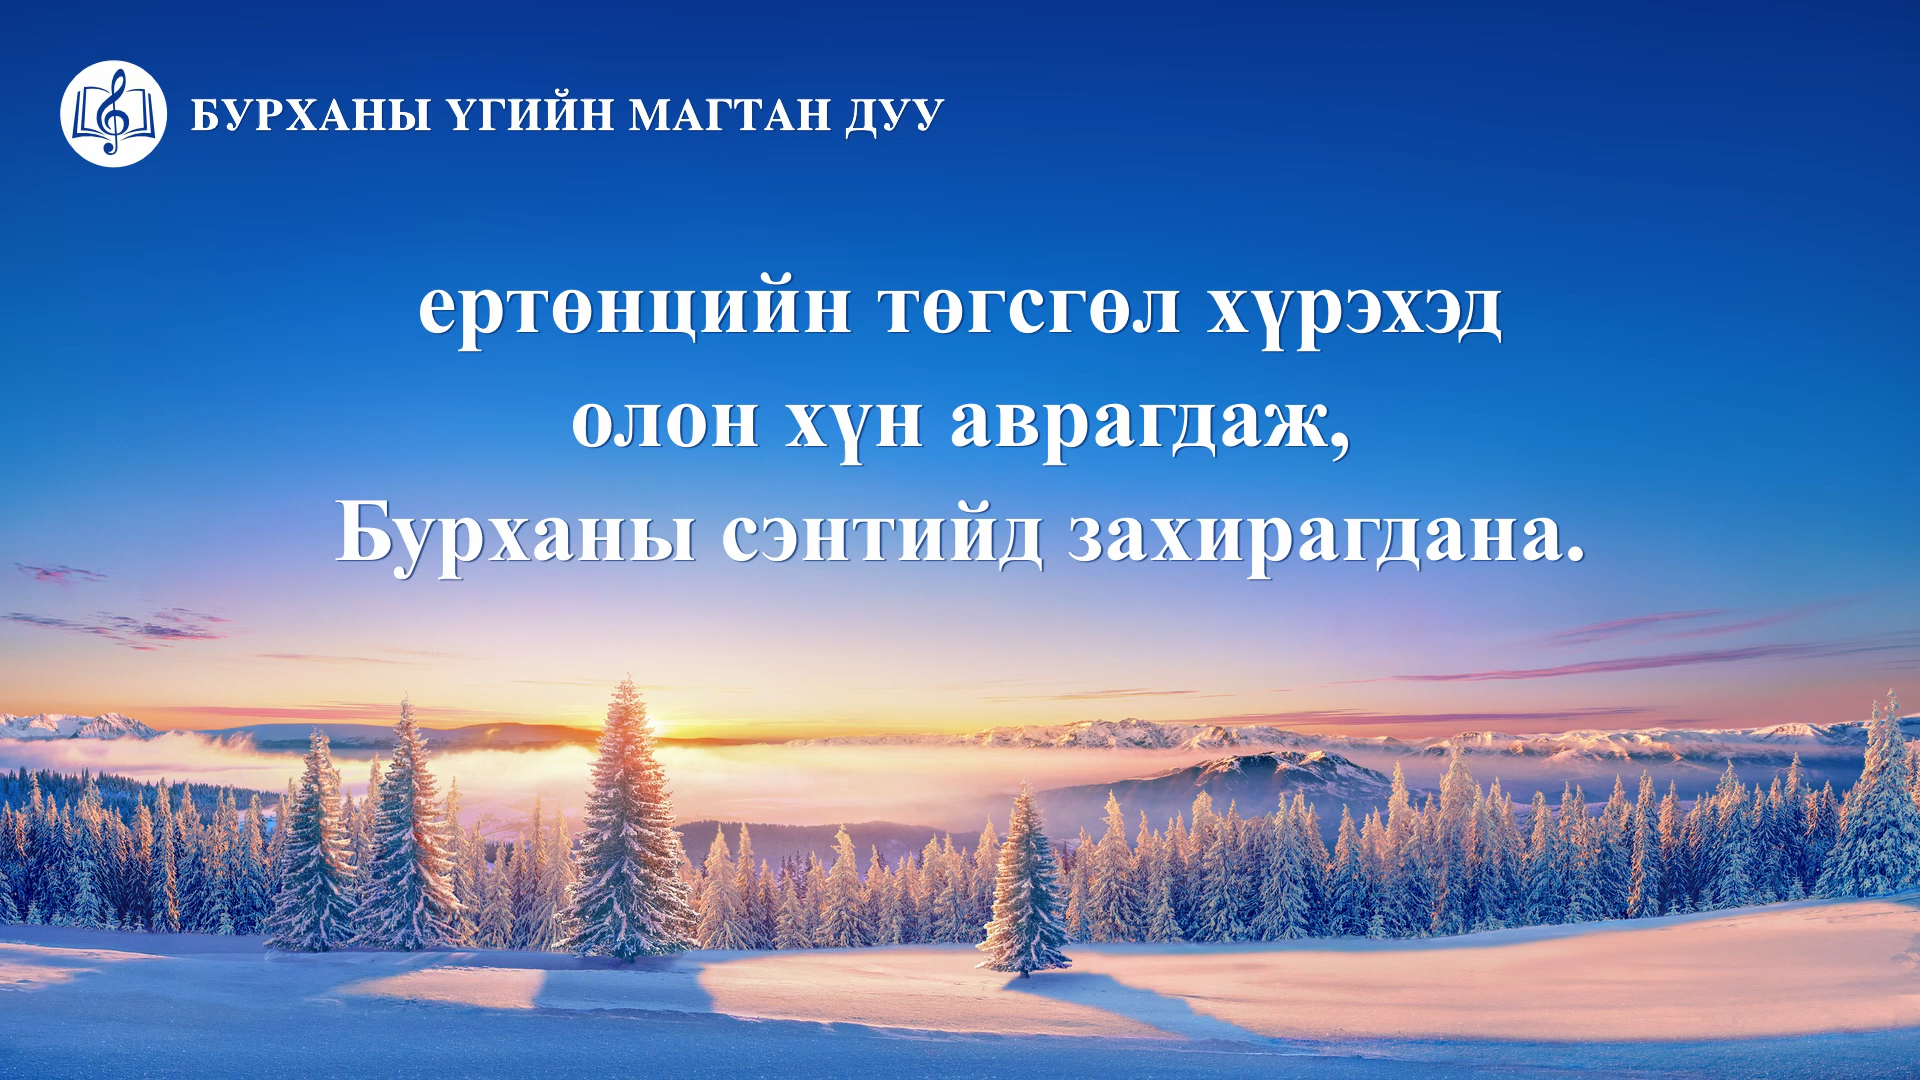 БУРХАНЫ ҮГИЙН МАГТАН ДУУ
ертөнцийн төгсгөл хүрэхэд
олон хүн аврагдаж,
Бурханы сэнтийд захирагдана.